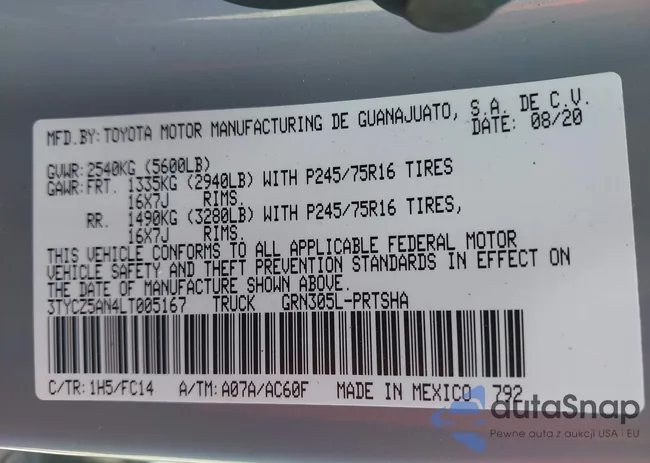 MFD.BY: TOYOTA MOTOR MANUFACTURING DE GUANAJUATO, S.A. DE C.V.
DATE: 08/20
GVWR: 2540KG (5600LB)
GAWR: FRT. 1335KG (2940LB) WITH P245/75R16 TIRES
16X7J RIMS.
RR. 1490KG (3280LB) WITH P245/75R16 TIRES,
16X7J RIMS.
THIS VEHICLE CONFORMS TO ALL APPLICABLE FEDERAL MOTOR
VEHICLE SAFETY AND THEFT PREVENTION STANDARDS IN EFFECT ON
THE DATE OF MANUFACTURE SHOWN ABOVE.
3TYCZ5AN4LT005167 TRUCK GRN305L-PRTSHA
C/TR: 1H5/FC14 A/TM: A07A/AC60F MADE IN MEXICO 792
autaSnap
Pewne auta z aukcji USA i EU